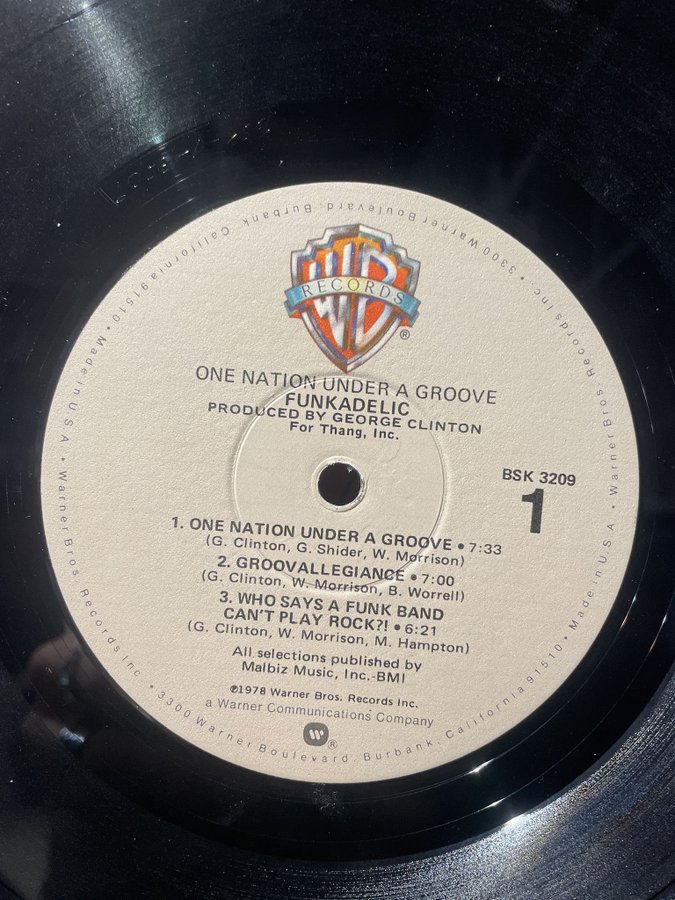 WB
RECORDS
®
ONE NATION UNDER A GROOVE
FUNKADELIC
PRODUCED BY GEORGE CLINTON
For Thang, Inc.
BSK 3209
1
1. ONE NATION UNDER A GROOVE • 7:33
(G. Clinton, G. Shider, W. Morrison)
2. GROOVALLEGIANCE • 7:00
(G. Clinton, W. Morrison, B. Worrell)
3. WHO SAYS A FUNK BAND
CAN'T PLAY ROCK?! • 6:21
(G. Clinton, W. Morrison, M. Hampton)
All selections published by
Malbiz Music, Inc.-BMI
℗1978 Warner Bros. Records Inc.
a Warner Communications Company
®
• Warner Bros. Records Inc. • 3300 Warner Boulevard, Burbank, California 91510 • Made in U.S.A. • Warner Bros. Records Inc. • 3300 Warner Boulevard, Burbank, California 91510 • Made in U.S.A.